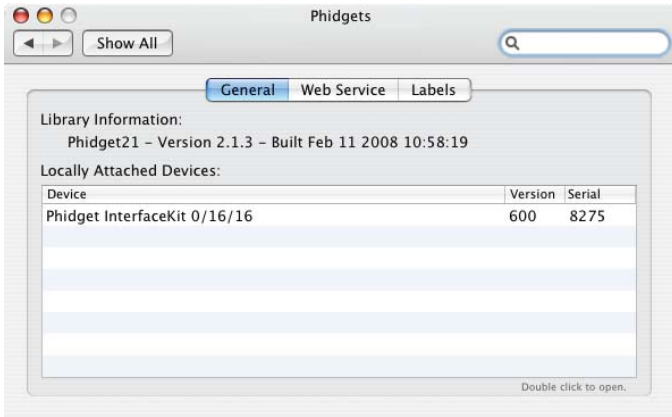 Phidgets
Show All
General Web Service Labels
Library Information:
Phidget21 – Version 2.1.3 – Built Feb 11 2008 10:58:19
Locally Attached Devices:
Device Version Serial
Phidget InterfaceKit 0/16/16 600 8275
Double click to open.